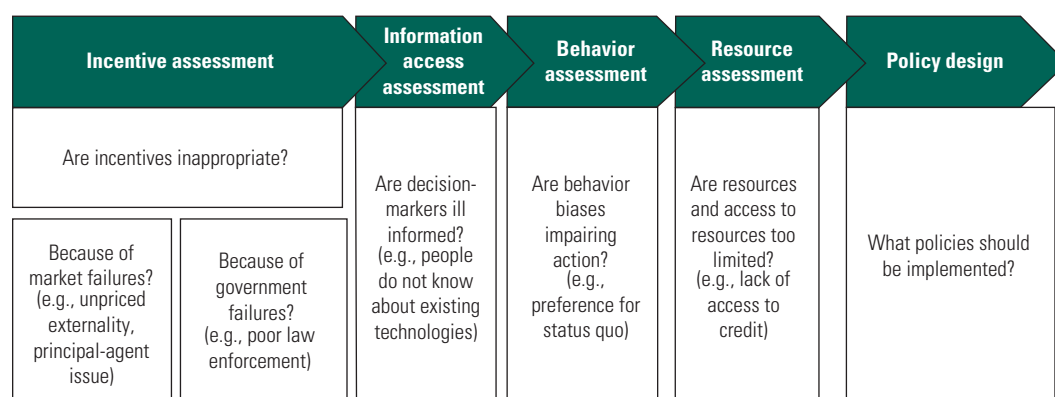 Incentive assessment
Information
access
assessment
Behavior
assessment
Resource
assessment
Policy design
Are incentives inappropriate?
Because of
market failures?
(e.g., unpriced
externality,
principal-agent
issue)
Because of
government
failures?
(e.g., poor law
enforcement)
Are decision-
markers ill
informed?
(e.g., people
do not know
about existing
technologies)
Are behavior
biases
impairing
action?
(e.g.,
preference for
status quo)
Are resources
and access to
resources too
limited?
(e.g., lack of
access to
credit)
What policies should
be implemented?